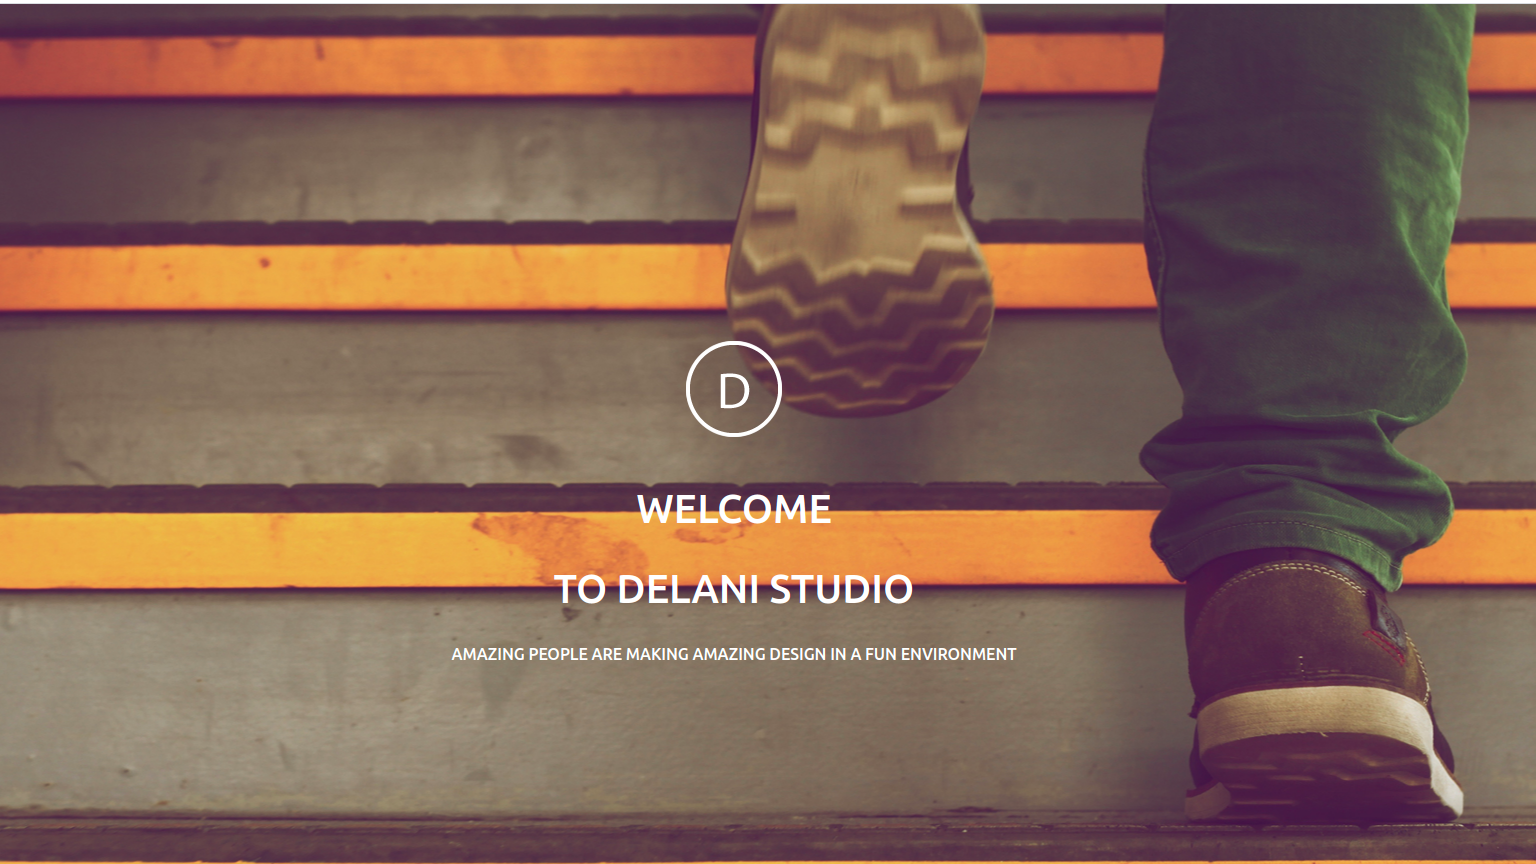 D
WELCOME
TO DELANI STUDIO
AMAZING PEOPLE ARE MAKING AMAZING DESIGN IN A FUN ENVIRONMENT